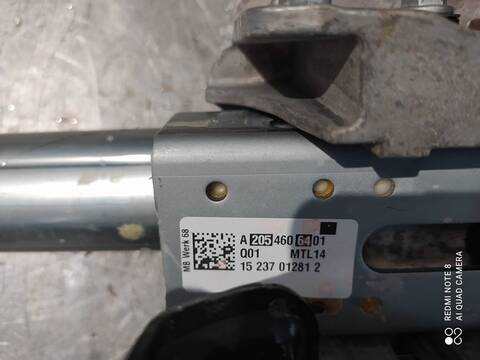 MB Werk 68
A 205 460 64 01
Q01 MTL14
15 237 01281 2
REDMI NOTE 8
AI QUAD CAMERA